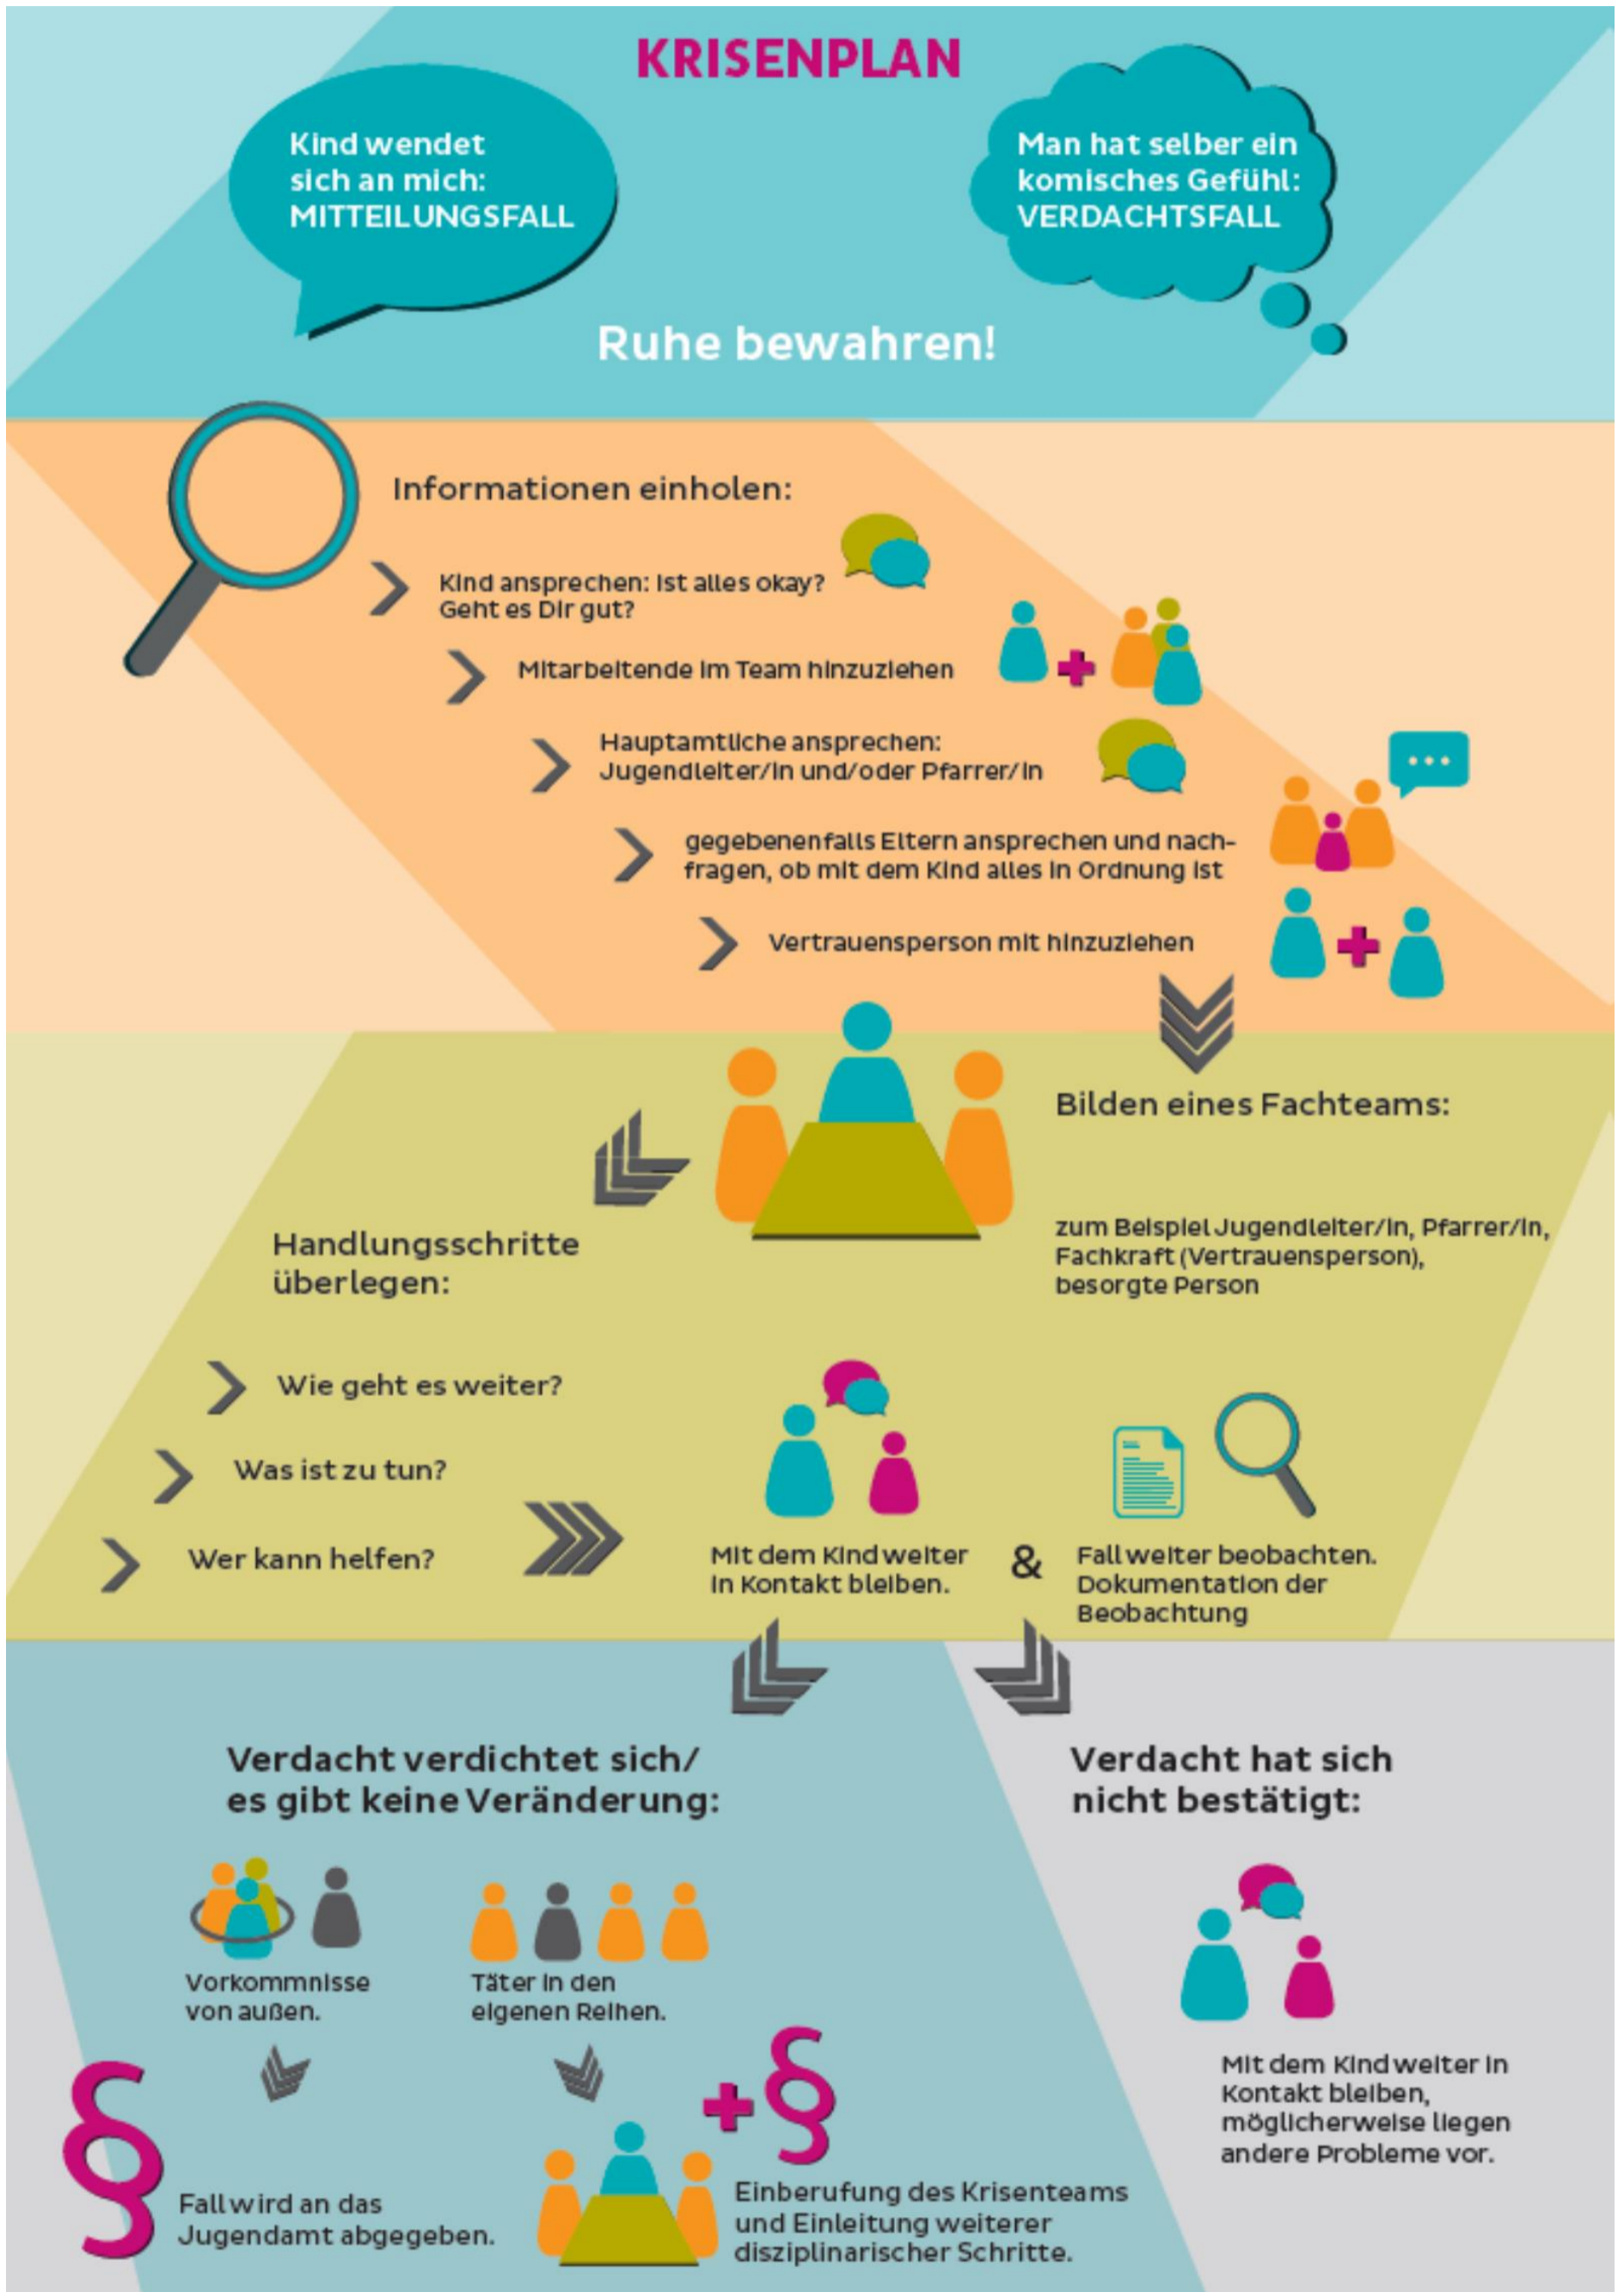 KRISENPLAN
Kind wendet
sich an mich:
MITTEILUNGSFALL
Man hat selber ein
komisches Gefühl:
VERDACHTSFALL
Ruhe bewahren!
Informationen einholen:
Kind ansprechen: Ist alles okay?
Geht es Dir gut?
Mitarbeitende im Team hinzuziehen
Hauptamtliche ansprechen:
Jugendleiter/in und/oder Pfarrer/in
gegebenenfalls Eltern ansprechen und nach-
fragen, ob mit dem Kind alles in Ordnung ist
Vertrauensperson mit hinzuziehen
Bilden eines Fachteams:
zum Beispiel Jugendleiter/in, Pfarrer/in,
Fachkraft (Vertrauensperson),
besorgte Person
Handlungsschritte
überlegen:
Wie geht es weiter?
Was ist zu tun?
Wer kann helfen?
Mit dem Kind weiter
in Kontakt bleiben.
&
Fall weiter beobachten.
Dokumentation der
Beobachtung
Verdacht verdichtet sich/
es gibt keine Veränderung:
Vorkommnisse
von außen.
Täter in den
eigenen Reihen.
§
Fall wird an das
Jugendamt abgegeben.
+§
Einberufung des Krisenteams
und Einleitung weiterer
disziplinarischer Schritte.
Verdacht hat sich
nicht bestätigt:
Mit dem Kind weiter in
Kontakt bleiben,
möglicherweise liegen
andere Probleme vor.